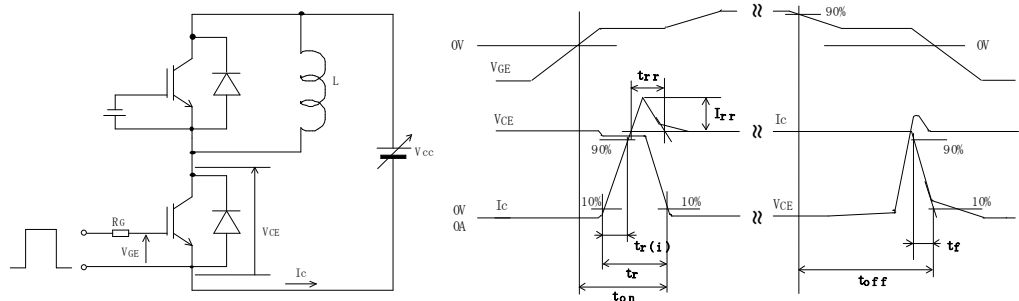 L
Vcc
RG
VGE
VCE
Ic
0V
VGE
trr
Irr
VCE
90%
10%
10%
0V
0A
Ic
tr(i)
tr
ton
90%
0V
Ic
90%
VCE
10%
tf
toff